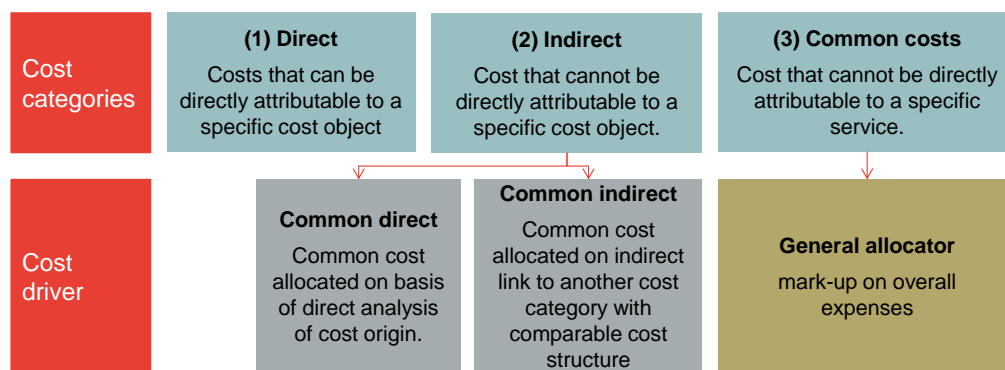 Cost
categories
(1) Direct
Costs that can be
directly attributable to a
specific cost object
(2) Indirect
Cost that cannot be
directly attributable to a
specific cost object.
(3) Common costs
Cost that cannot be directly
attributable to a specific
service.
Cost
driver
Common direct
Common cost
allocated on basis
of direct analysis
of cost origin.
Common indirect
Common cost
allocated on indirect
link to another cost
category with
comparable cost
structure
General allocator
mark-up on overall
expenses